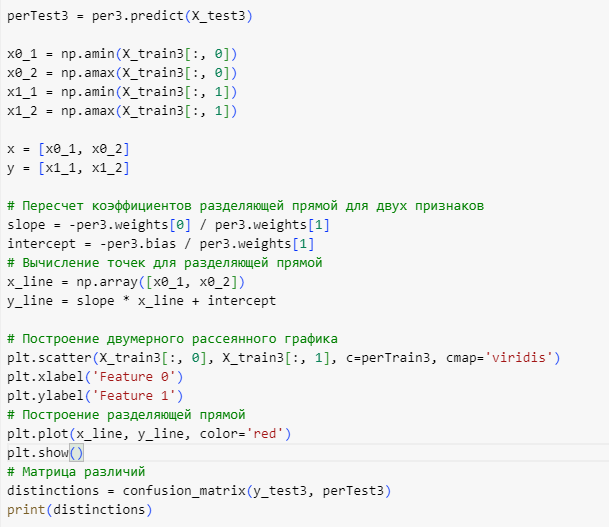 perTest3 = per3.predict(X_test3)
x0_1 = np.amin(X_train3[:, 0])
x0_2 = np.amax(X_train3[:, 0])
x1_1 = np.amin(X_train3[:, 1])
x1_2 = np.amax(X_train3[:, 1])
x = [x0_1, x0_2]
y = [x1_1, x1_2]
# Пересчет коэффициентов разделяющей прямой для двух признаков
slope = -per3.weights[0] / per3.weights[1]
intercept = -per3.bias / per3.weights[1]
# Вычисление точек для разделяющей прямой
x_line = np.array([x0_1, x0_2])
y_line = slope * x_line + intercept
# Построение двумерного рассеянного графика
plt.scatter(X_train3[:, 0], X_train3[:, 1], c=perTrain3, cmap='viridis')
plt.xlabel('Feature 0')
plt.ylabel('Feature 1')
# Построение разделяющей прямой
plt.plot(x_line, y_line, color='red')
plt.show()
# Матрица различий
distinctions = confusion_matrix(y_test3, perTest3)
print(distinctions)